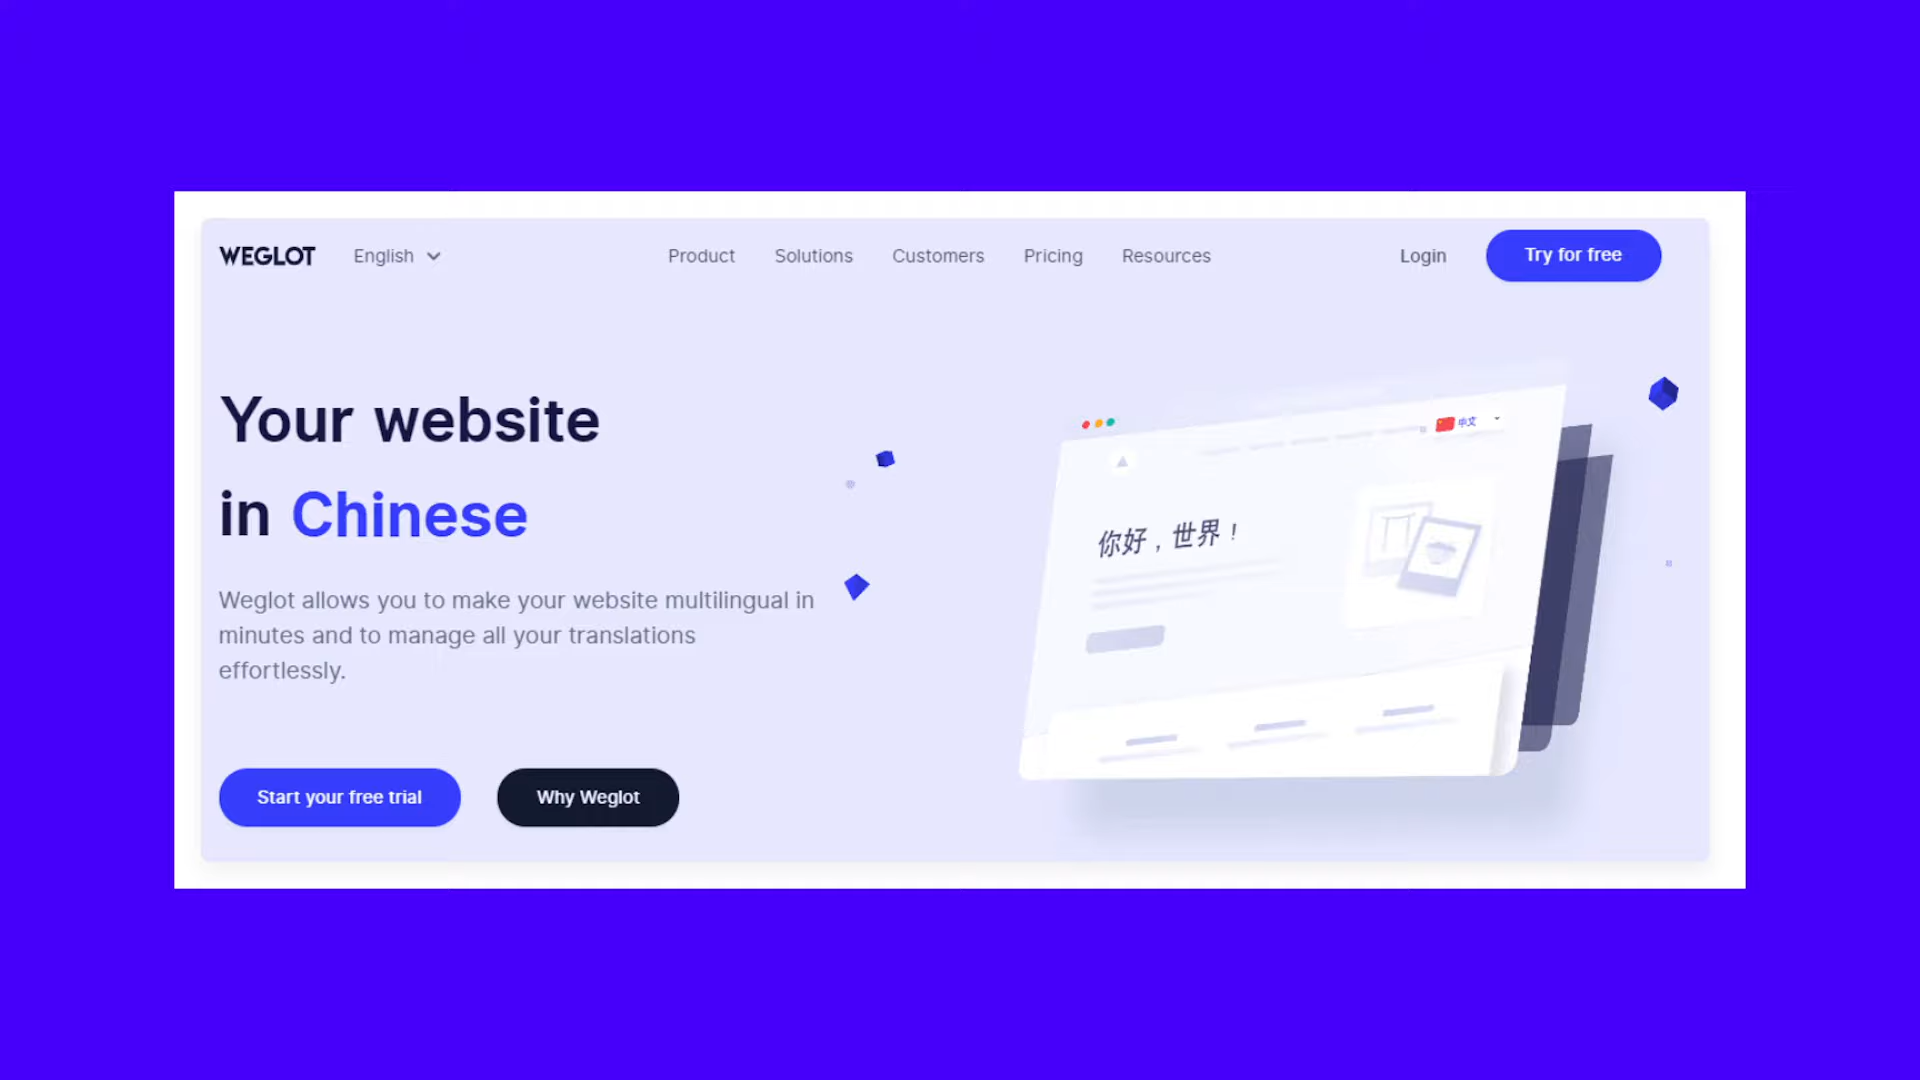 WEGLOT English Product Solutions Customers Pricing Resources Login Try for free
Your website
in Chinese
Weglot allows you to make your website multilingual in
minutes and to manage all your translations
effortlessly.
Start your free trial Why Weglot
中文
你好，世界！